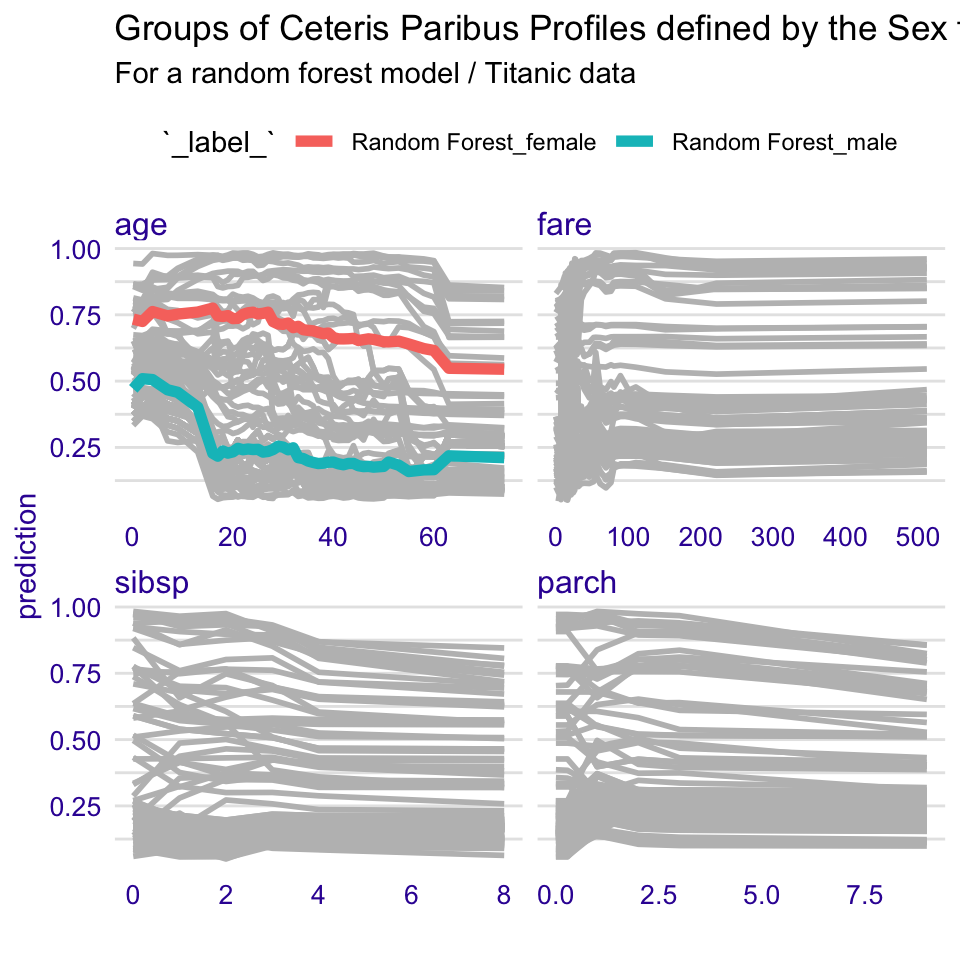 Groups of Ceteris Paribus Profiles defined by the Sex
For a random forest model / Titanic data
`_label_` Random Forest_female Random Forest_male
age fare
1.00
0.75
0.50
0.25
0 20 40 60 0 100 200 300 400 500
prediction
sibsp parch
1.00
0.75
0.50
0.25
0 2 4 6 8 0.0 2.5 5.0 7.5